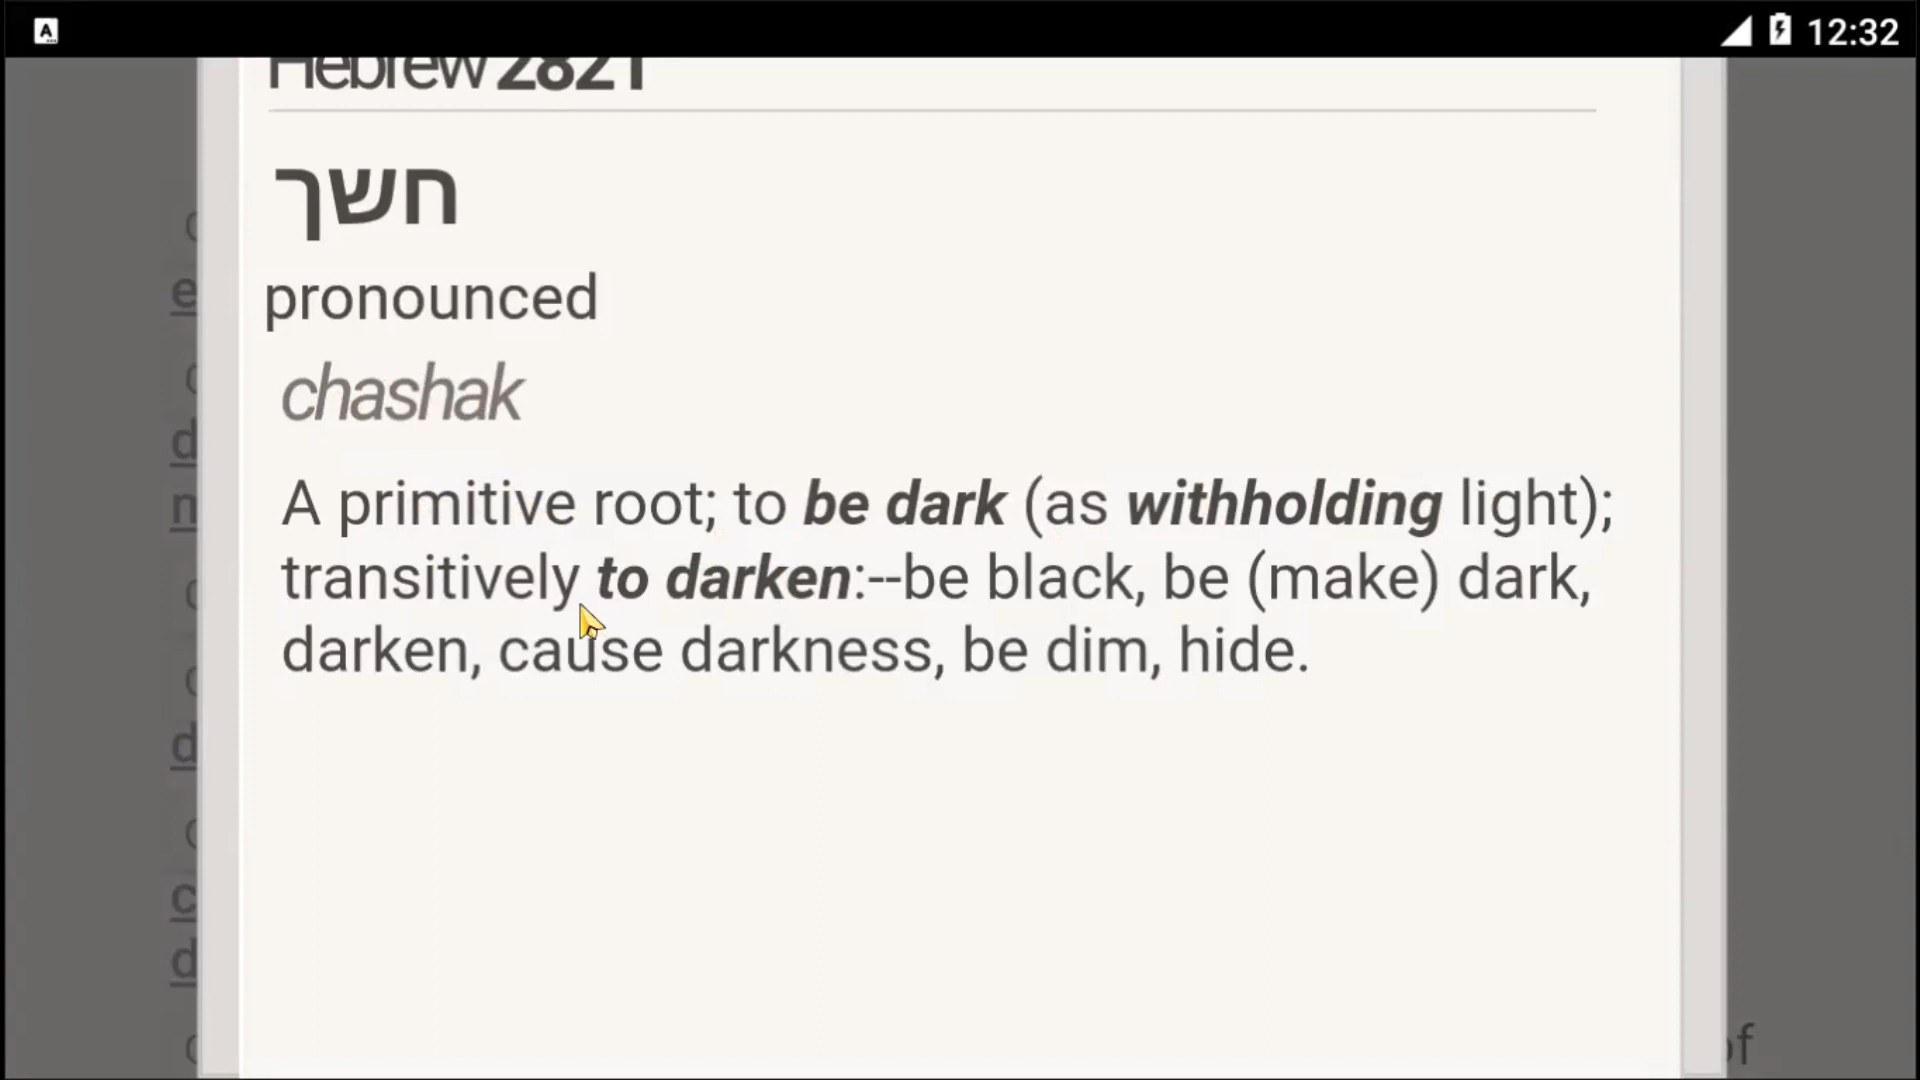 12:32
Hebrew 2821
חשך
pronounced
chashak
A primitive root; to be dark (as withholding light);
transitively to darken:--be black, be (make) dark,
darken, cause darkness, be dim, hide.
of